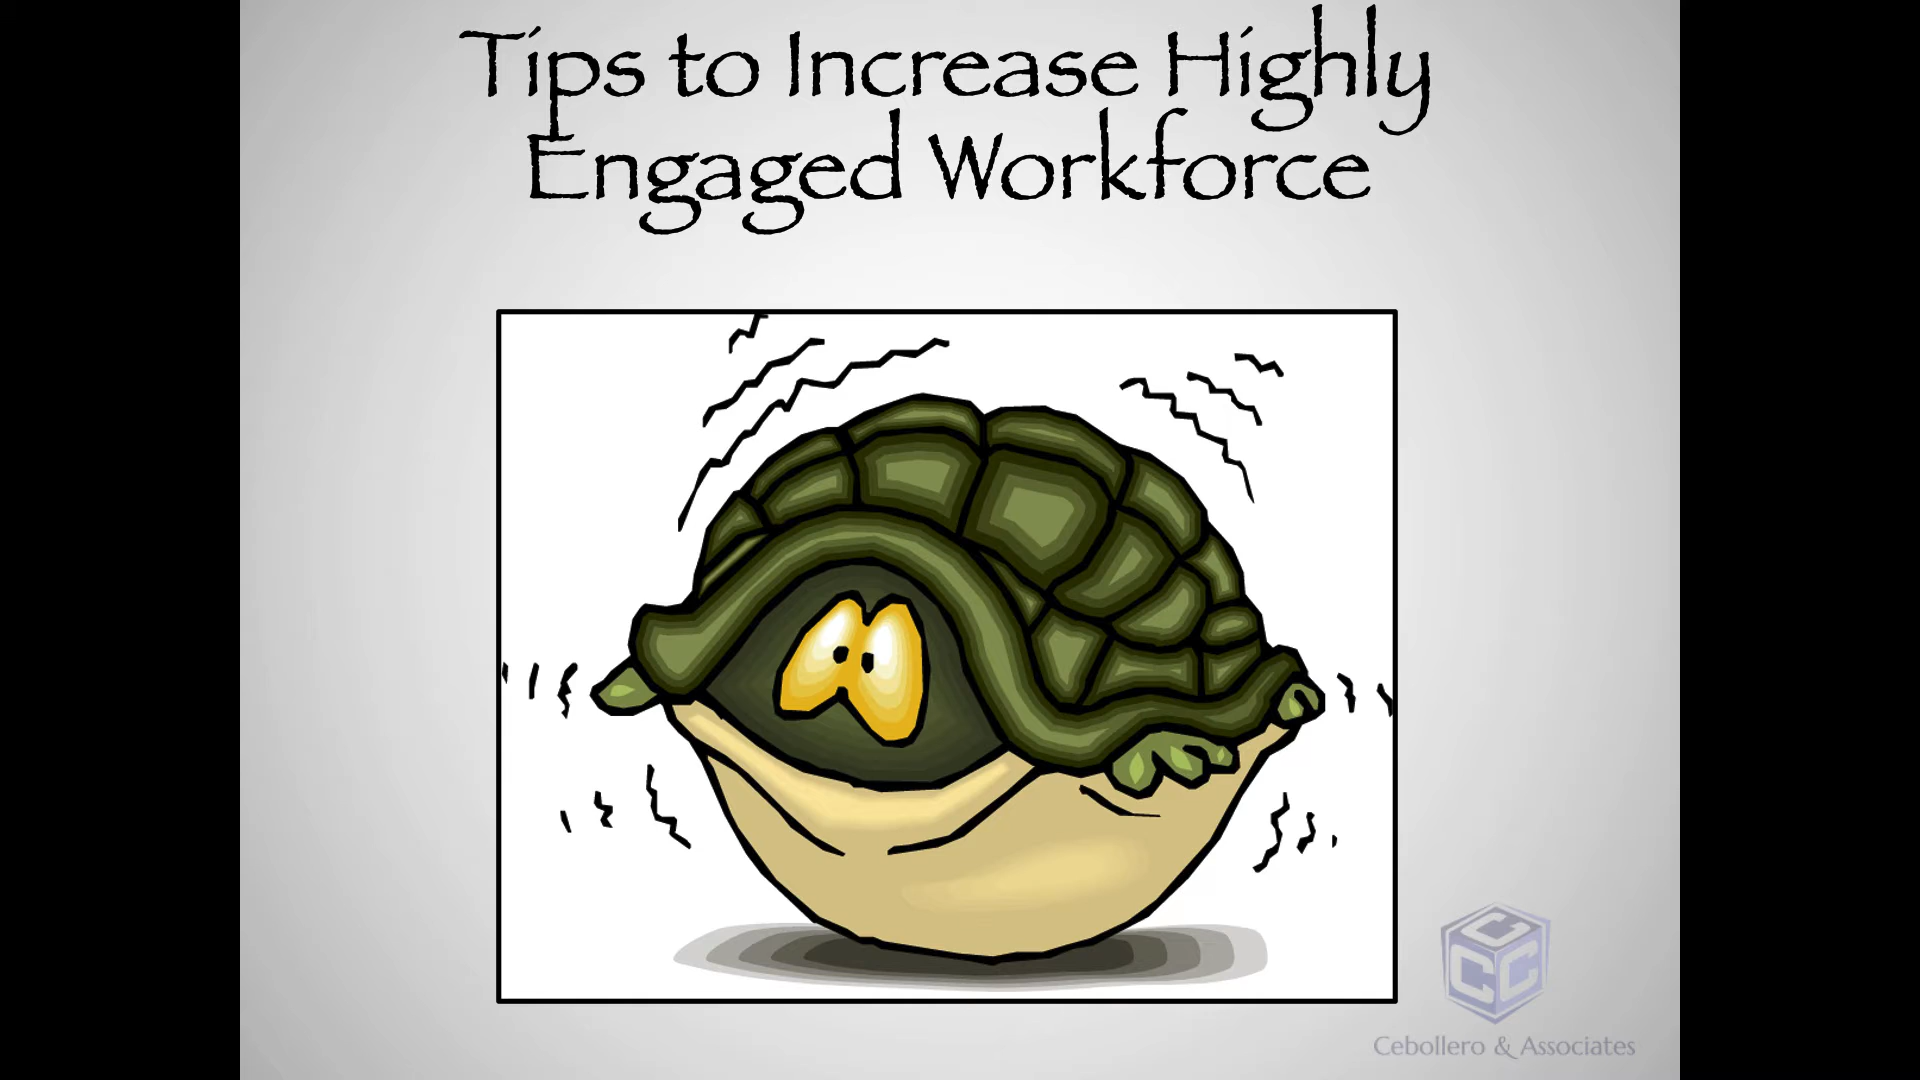 Tips to Increase Highly
Engaged Workforce
C
C
C
Cebollero & Associates